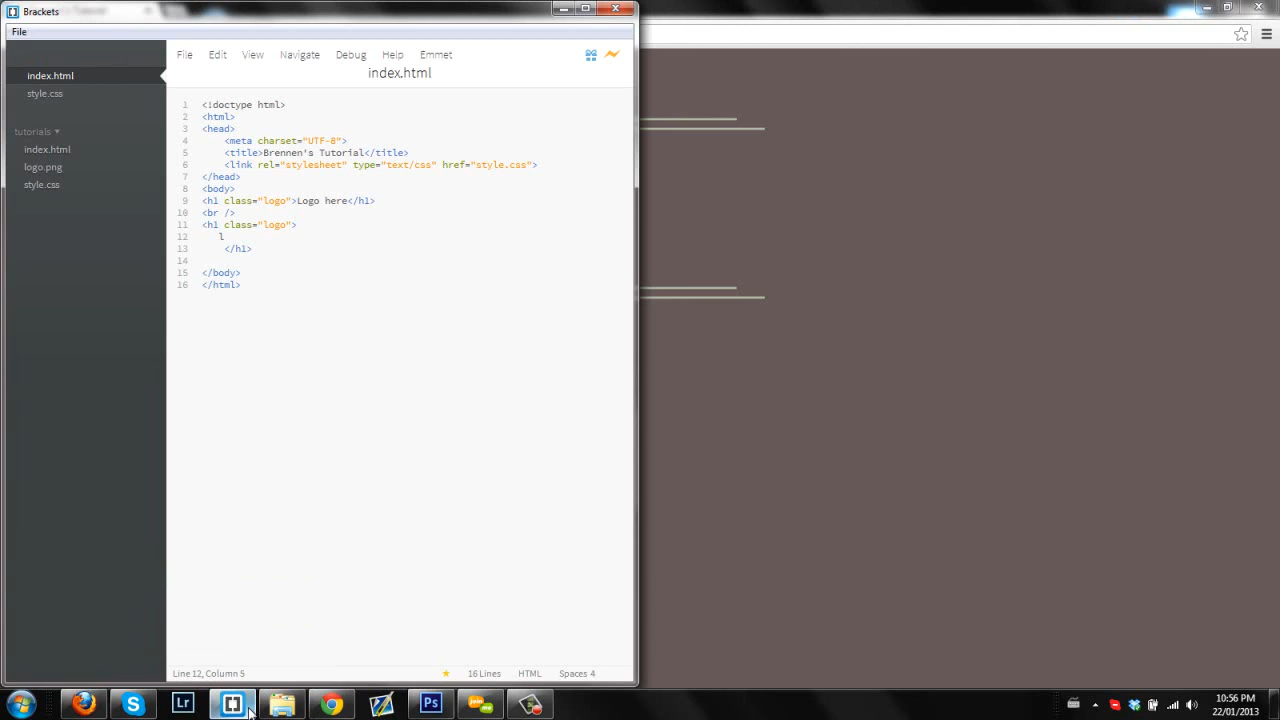 Brackets
File
File Edit View Navigate Debug Help Emmet
index.html
index.html
style.css
tutorials
index.html
logo.png
style.css
1 <!doctype html>
2 <html>
3 <head>
4 <meta charset="UTF-8">
5 <title>Brennen's Tutorial</title>
6 <link rel="stylesheet" type="text/css" href="style.css">
7 </head>
8 <body>
9 <h1 class="logo">Logo here</h1>
10 <br />
11 <h1 class="logo">
12 l
13 </h1>
14
15 </body>
16 </html>
Line 12, Column 5 16 Lines HTML Spaces 4
Lr Ps join me
10:56 PM
22/01/2013